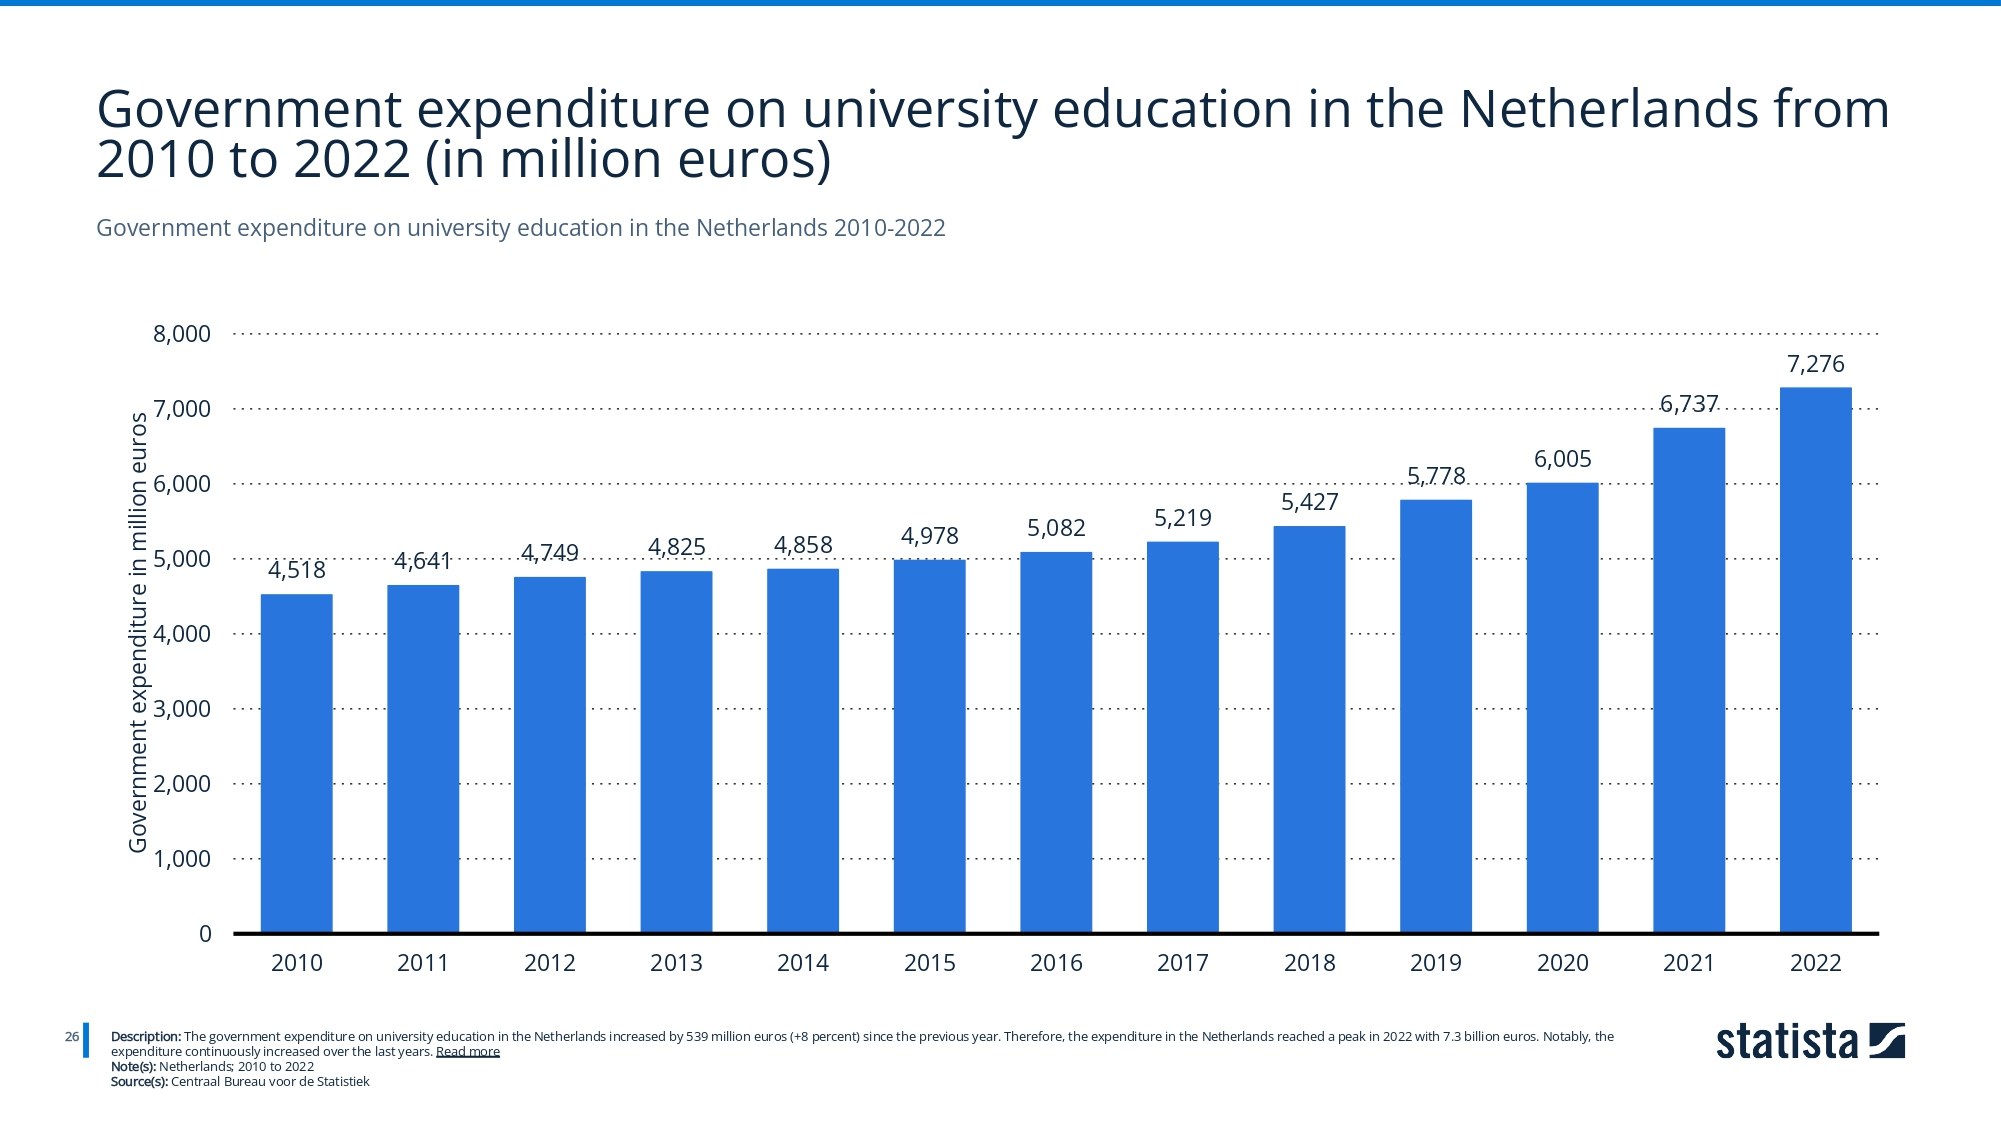 Government expenditure on university education in the Netherlands from
2010 to 2022 (in million euros)
Government expenditure on university education in the Netherlands 2010-2022
Government expenditure in million euros
8,000
7,000
6,000
5,000
4,000
3,000
2,000
1,000
0
4,518 4,641 4,749 4,825 4,858 4,978 5,082 5,219 5,427 5,778 6,005 6,737 7,276
2010 2011 2012 2013 2014 2015 2016 2017 2018 2019 2020 2021 2022
26
Description: The government expenditure on university education in the Netherlands increased by 539 million euros (+8 percent) since the previous year. Therefore, the expenditure in the Netherlands reached a peak in 2022 with 7.3 billion euros. Notably, the
expenditure continuously increased over the last years. Read more
Note(s): Netherlands; 2010 to 2022
Source(s): Centraal Bureau voor de Statistiek
statista